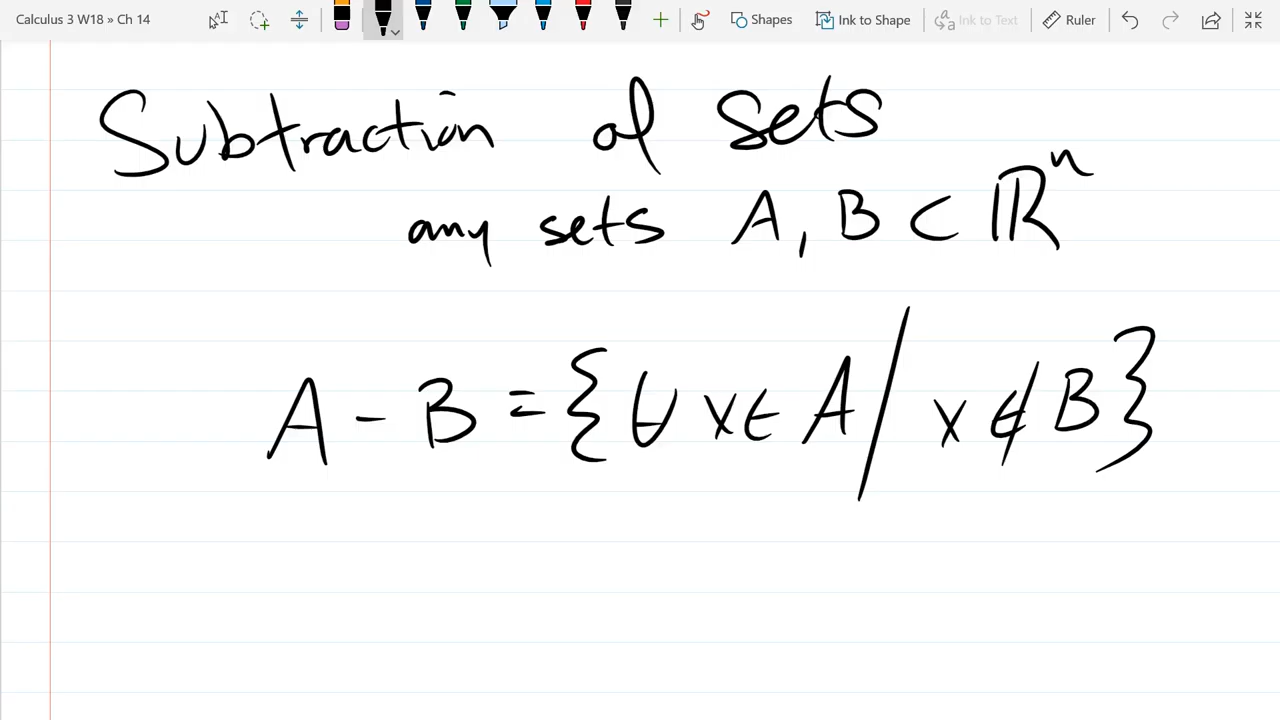 Calculus 3 W18 » Ch 14 Shapes Ink to Shape Ink to Text Ruler
Subtraction of sets
any sets A, B ⊂ ℝⁿ
A - B = {∀ x ∈ A / x ∉ B}